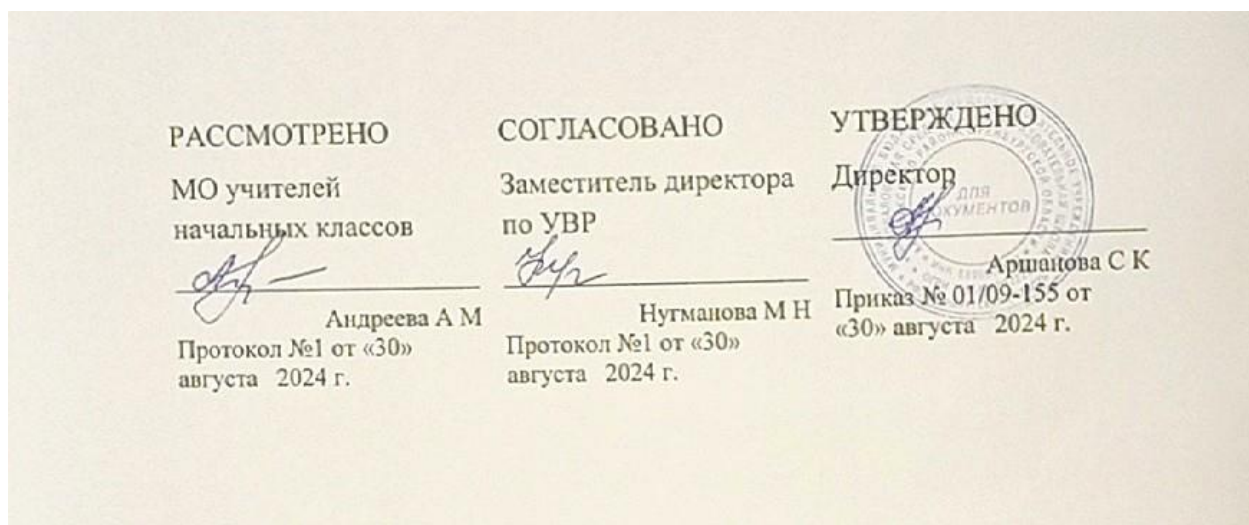 РАССМОТРЕНО
МО учителей
начальных классов
Андреева А М
Протокол №1 от «30»
августа 2024 г.
СОГЛАСОВАНО
Заместитель директора
по УВР
Нугманова М Н
Протокол №1 от «30»
августа 2024 г.
УТВЕРЖДЕНО
Директор
Аршанова С К
Приказ № 01/09-155 от
«30» августа 2024 г.
ДЛЯ
ДОКУМЕНТОВ